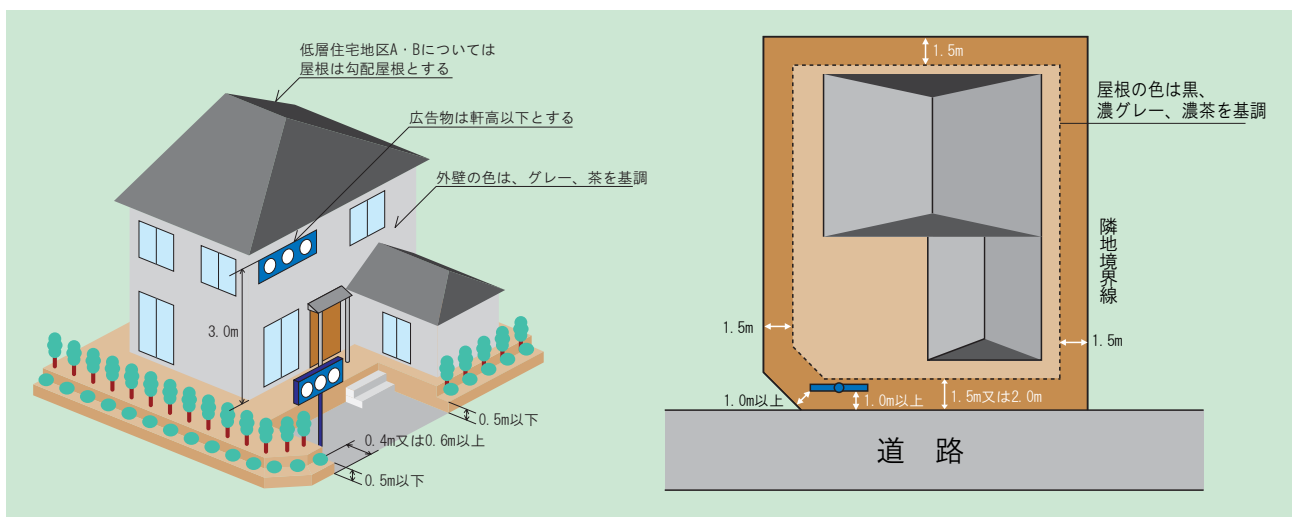 低層住宅地区A・Bについては
屋根は勾配屋根とする
広告物は軒高以下とする
外壁の色は、グレー、茶を基調
3.0m
0.5m以下
0.4m又は0.6m以上
0.5m以下
1.5m
屋根の色は黒、
濃グレー、濃茶を基調
隣地境界線
1.5m
1.5m
1.0m以上
1.0m以上
1.5m又は2.0m
道 路